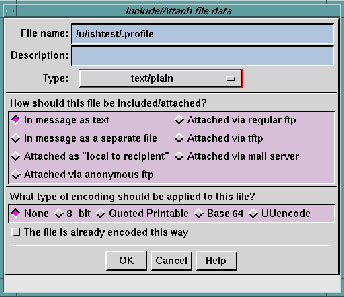 Include/Attach file data
File name: /u/ishtest/.profile
Description:
Type: text/plain
How should this file be included/attached?
In message as text Attached via regular ftp
In message as a separate file Attached via tftp
Attached as "local to recipient" Attached via mail server
Attached via anonymous ftp
What type of encoding should be applied to this file?
None 8-bit Quoted Printable Base 64 UUencode
The file is already encoded this way
OK Cancel Help